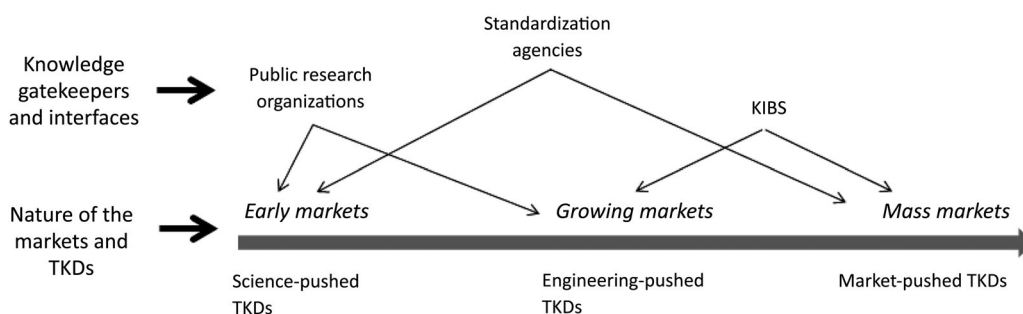 Standardization
agencies
Knowledge
gatekeepers
and interfaces
Public research
organizations
KIBS
Nature of the
markets and
TKDs
Early markets
Growing markets
Mass markets
Science-pushed
TKDs
Engineering-pushed
TKDs
Market-pushed TKDs